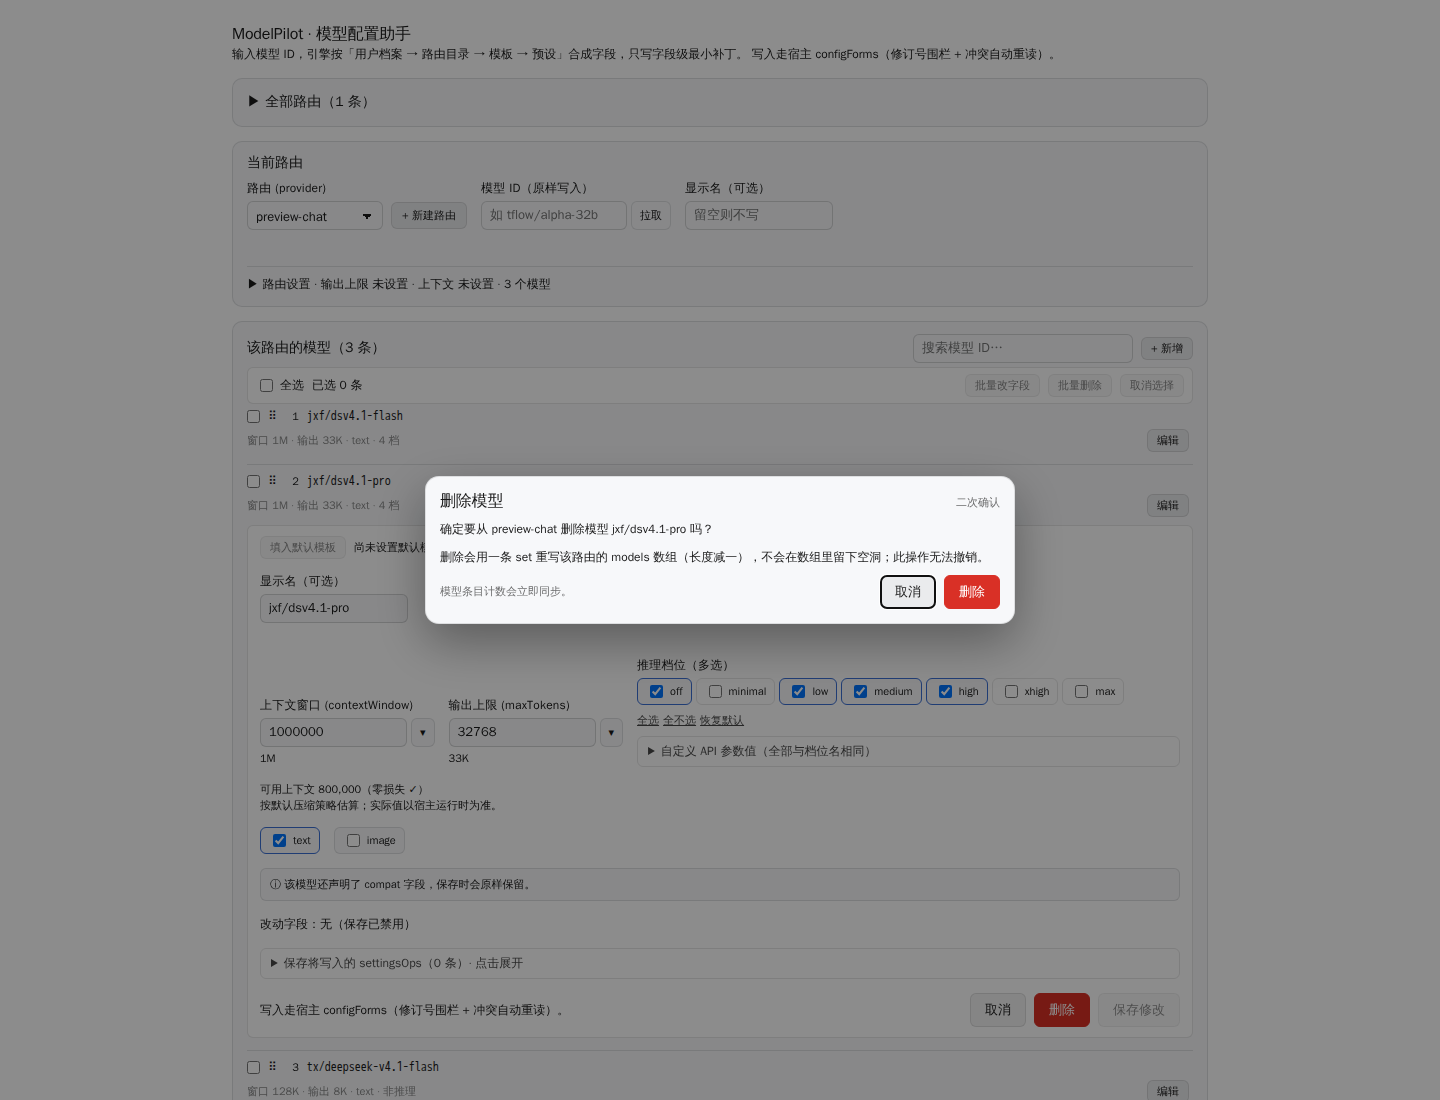 ModelPilot · 模型配置助手
输入模型 ID，引擎按「用户档案 → 路由目录 → 模板 → 预设」合成字段，只写字段级最小补丁。 写入走宿主 configForms（修订号围栏 + 冲突自动重读）。
▶ 全部路由（1 条）
当前路由
路由 (provider) 模型 ID（原样写入） 显示名（可选）
preview-chat + 新建路由 如 tflow/alpha-32b 拉取 留空则不写
▶ 路由设置 · 输出上限 未设置 · 上下文 未设置 · 3 个模型
该路由的模型（3 条） 搜索模型 ID… + 新增
全选 已选 0 条 批量改字段 批量删除 取消选择
⠿ 1 jxf/dsv4.1-flash
窗口 1M · 输出 33K · text · 4 档 编辑
⠿ 2 jxf/dsv4.1-pro
窗口 1M · 输出 33K · text · 4 档 编辑
填入默认模板 尚未设置默认
删除模型 二次确认
确定要从 preview-chat 删除模型 jxf/dsv4.1-pro 吗？
删除会用一条 set 重写该路由的 models 数组（长度减一），不会在数组里留下空洞；此操作无法撤销。
模型条目计数会立即同步。 取消 删除
显示名（可选）
jxf/dsv4.1-pro
推理档位（多选）
off minimal low medium high xhigh max
全选 全不选 恢复默认
▶ 自定义 API 参数值（全部与档位名相同）
上下文窗口 (contextWindow) 输出上限 (maxTokens)
1000000 ▾ 32768 ▾
1M 33K
可用上下文 800,000（零损失 ✓）
按默认压缩策略估算；实际值以宿主运行时为准。
text image
ⓘ 该模型还声明了 compat 字段，保存时会原样保留。
改动字段：无（保存已禁用）
▶ 保存将写入的 settingsOps（0 条）· 点击展开
写入走宿主 configForms（修订号围栏 + 冲突自动重读）。 取消 删除 保存修改
⠿ 3 tx/deepseek-v4.1-flash
窗口 128K · 输出 8K · text · 非推理 编辑